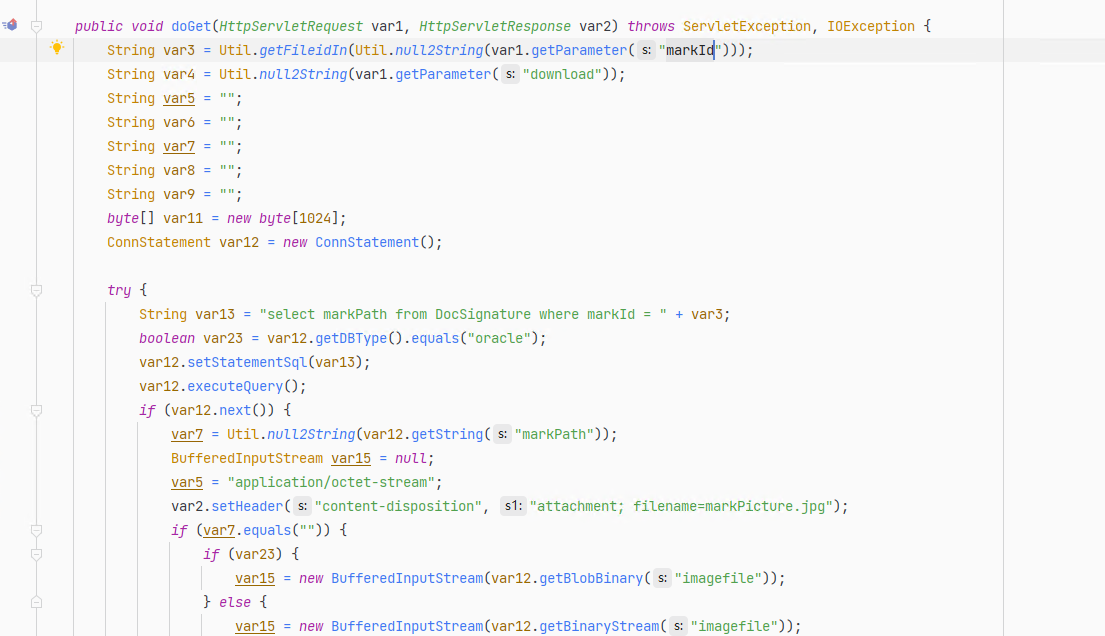 public void doGet(HttpServletRequest var1, HttpServletResponse var2) throws ServletException, IOException {
String var3 = Util.getFileidIn(Util.null2String(var1.getParameter( s: "markId")));
String var4 = Util.null2String(var1.getParameter( s: "download"));
String var5 = "";
String var6 = "";
String var7 = "";
String var8 = "";
String var9 = "";
byte[] var11 = new byte[1024];
ConnStatement var12 = new ConnStatement();
try {
String var13 = "select markPath from DocSignature where markId = " + var3;
boolean var23 = var12.getDBType().equals("oracle");
var12.setStatementSql(var13);
var12.executeQuery();
if (var12.next()) {
var7 = Util.null2String(var12.getString( s: "markPath"));
BufferedInputStream var15 = null;
var5 = "application/octet-stream";
var2.setHeader( s: "content-disposition", s1: "attachment; filename=markPicture.jpg");
if (var7.equals("")) {
if (var23) {
var15 = new BufferedInputStream(var12.getBlobBinary( s: "imagefile"));
} else {
var15 = new BufferedInputStream(var12.getBinaryStream( s: "imagefile"));